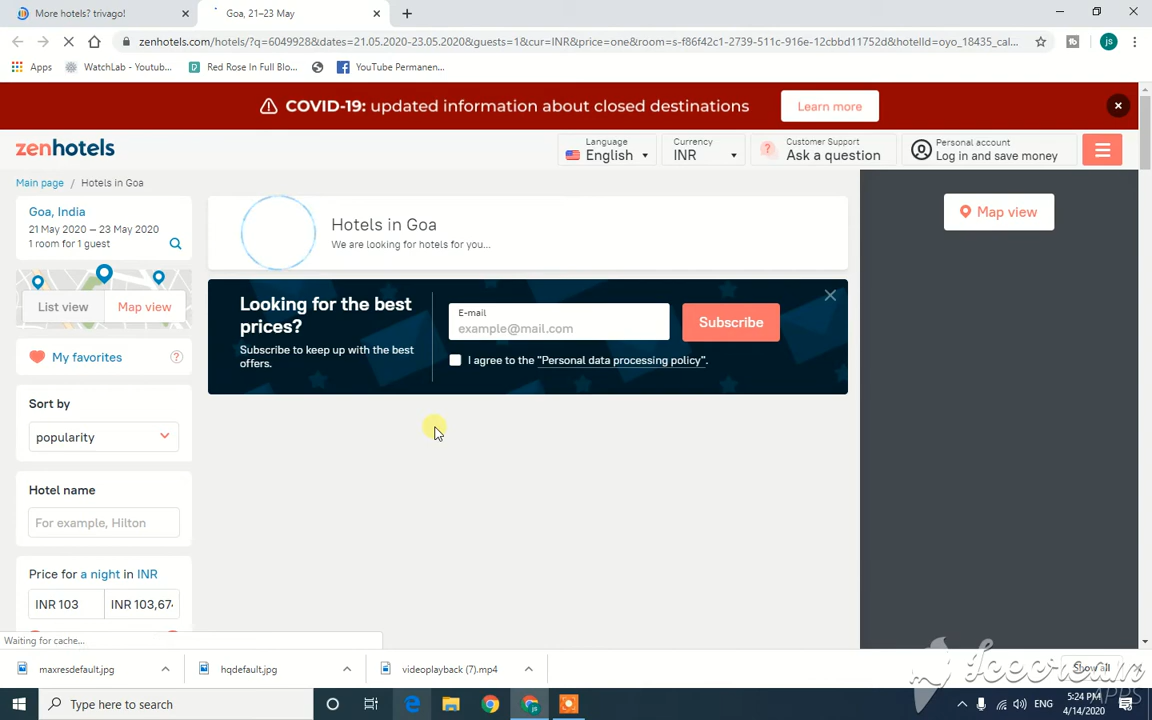 More hotels? trivago!
Goa, 21–23 May
zenhotels.com/hotels/?q=6049928&dates=21.05.2020-23.05.2020&guests=1&cur=INR&price=one&room=s-f86f42c1-2739-511c-916e-12cbbd11752d&hotelId=oyo_18435_cal...
js
Apps
WatchLab - Youtub...
Red Rose In Full Blo...
YouTube Permanen...
COVID-19: updated information about closed destinations
Learn more
zenhotels
Language
English
Currency
INR
Customer Support
Ask a question
Personal account
Log in and save money
Main page / Hotels in Goa
Goa, India
21 May 2020 — 23 May 2020
1 room for 1 guest
List view
Map view
My favorites
?
Sort by
popularity
Hotel name
For example, Hilton
Price for a night in INR
INR 103
INR 103,67
Hotels in Goa
We are looking for hotels for you...
Looking for the best
prices?
Subscribe to keep up with the best
offers.
E-mail
example@mail.com
Subscribe
I agree to the "Personal data processing policy".
Map view
Waiting for cache...
maxresdefault.jpg
hqdefault.jpg
videoplayback (7).mp4
Show all
Icecream
APPS
Type here to search
ENG
5:24 PM
4/14/2020